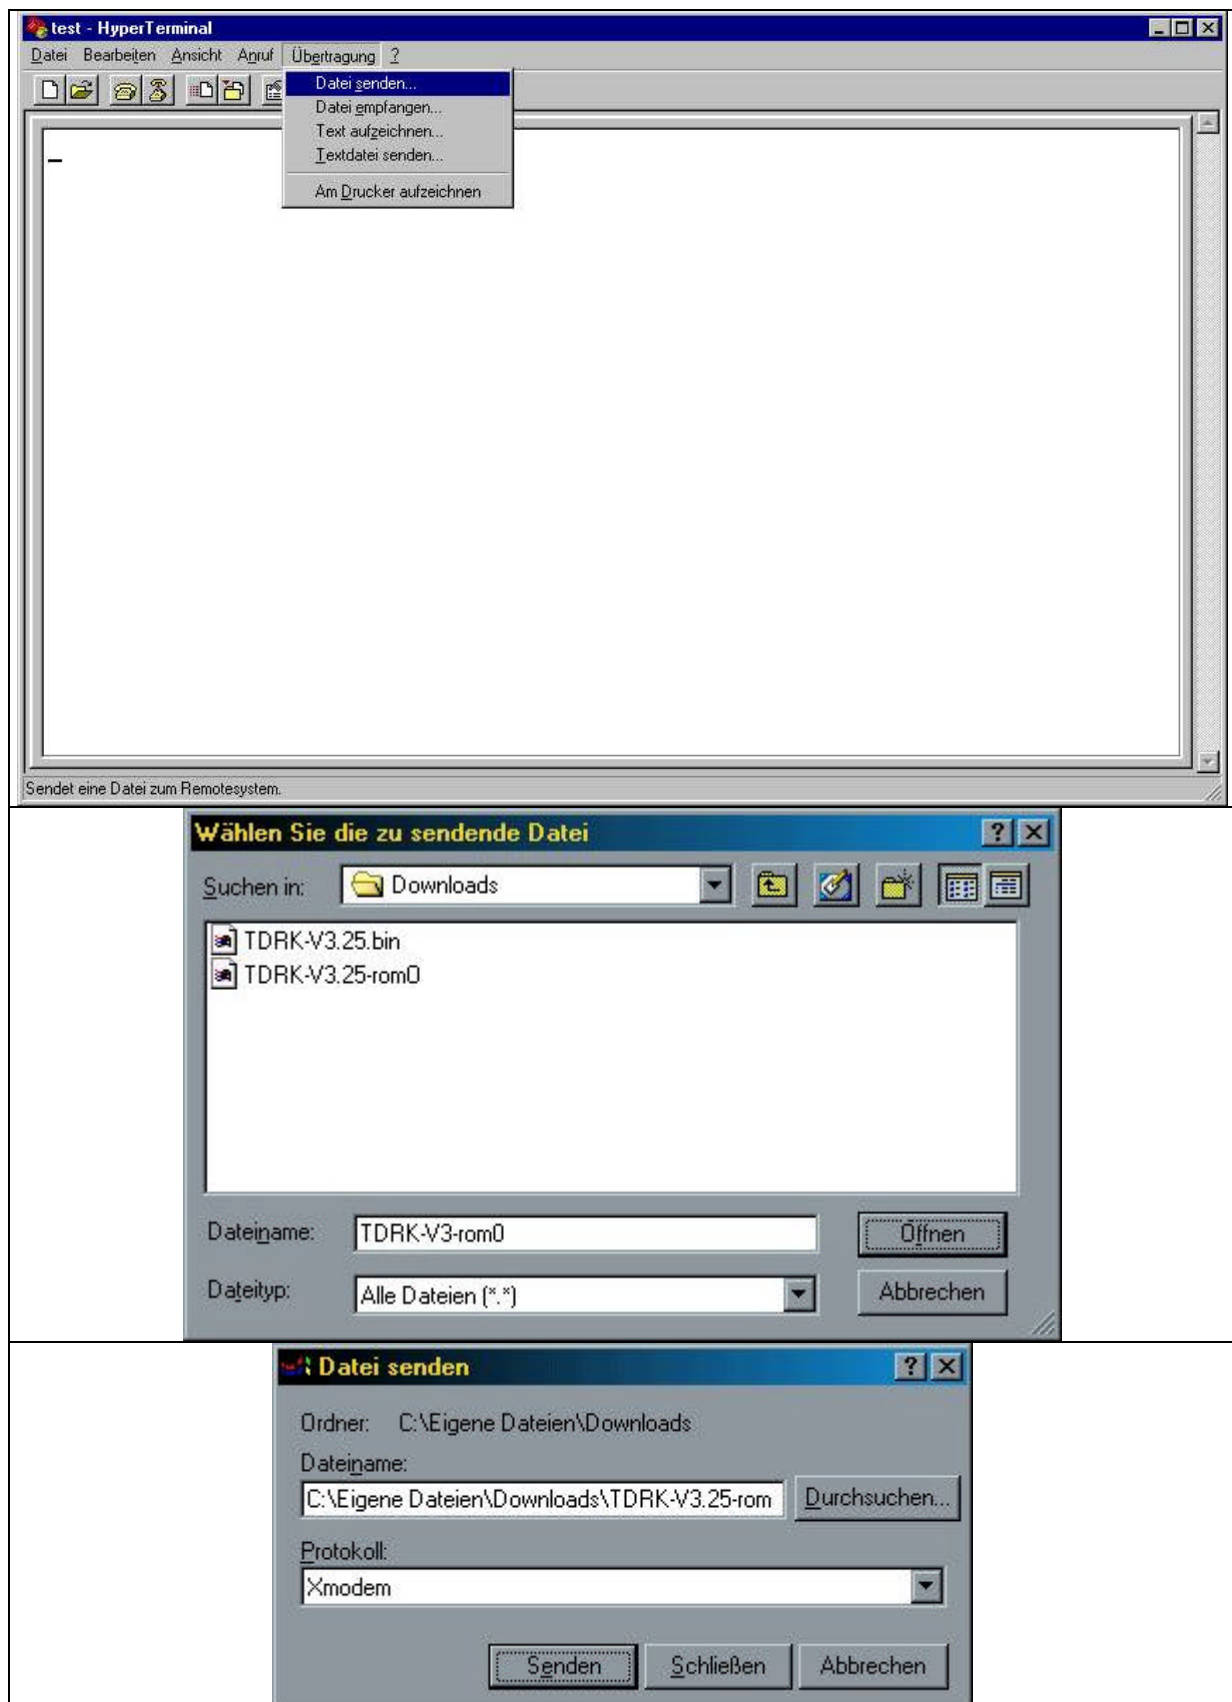 test - HyperTerminal
Datei Bearbeiten Ansicht Anruf Übertragung ?
Datei senden...
Datei empfangen...
Text aufzeichnen...
Textdatei senden...
Am Drucker aufzeichnen
Sendet eine Datei zum Remotesystem.
Wählen Sie die zu sendende Datei
Suchen in: Downloads
TDRK-V3.25.bin
TDRK-V3.25-rom0
Dateiname: TDRK-V3-rom0 Öffnen
Dateityp: Alle Dateien (*.*) Abbrechen
Datei senden
Ordner: C:\Eigene Dateien\Downloads
Dateiname:
C:\Eigene Dateien\Downloads\TDRK-V3.25-rom Durchsuchen...
Protokoll:
Xmodem
Senden Schließen Abbrechen